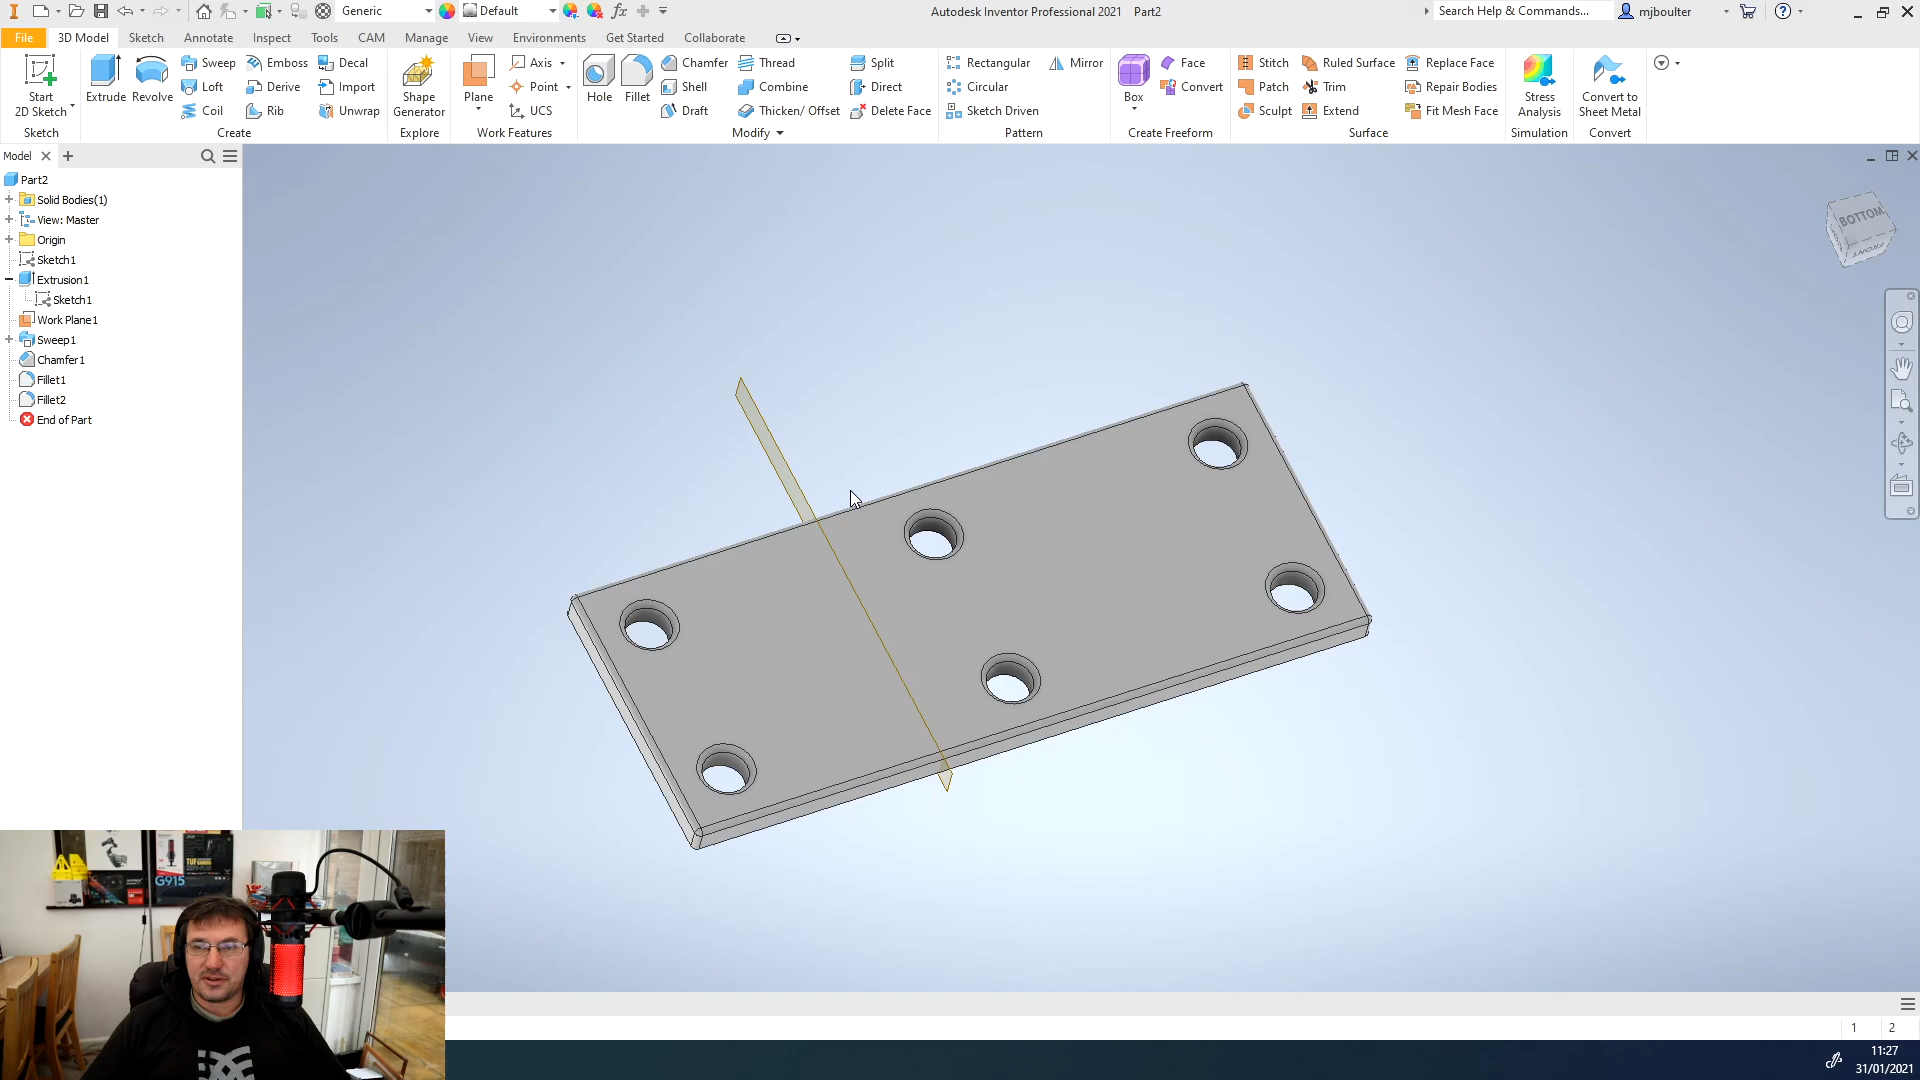 Generic
Default
Autodesk Inventor Professional 2021 Part2
Search Help & Commands...
mjboulter
File
3D Model
Sketch
Annotate
Inspect
Tools
CAM
Manage
View
Environments
Get Started
Collaborate
Start
2D Sketch
Sketch
Extrude
Revolve
Sweep
Loft
Coil
Emboss
Derive
Rib
Decal
Import
Unwrap
Create
Shape
Generator
Explore
Plane
Axis
Point
UCS
Work Features
Hole
Fillet
Chamfer
Shell
Draft
Thread
Combine
Thicken/ Offset
Split
Direct
Delete Face
Modify
Rectangular
Circular
Sketch Driven
Mirror
Pattern
Box
Face
Convert
Create Freeform
Stitch
Patch
Sculpt
Ruled Surface
Trim
Extend
Replace Face
Repair Bodies
Fit Mesh Face
Surface
Stress
Analysis
Simulation
Convert to
Sheet Metal
Convert
Model
Part2
Solid Bodies(1)
View: Master
Origin
Sketch1
Extrusion1
Sketch1
Work Plane1
Sweep1
Chamfer1
Fillet1
Fillet2
End of Part
BOTTOM
FRONT
G915
TUF
1
2
11:27
31/01/2021